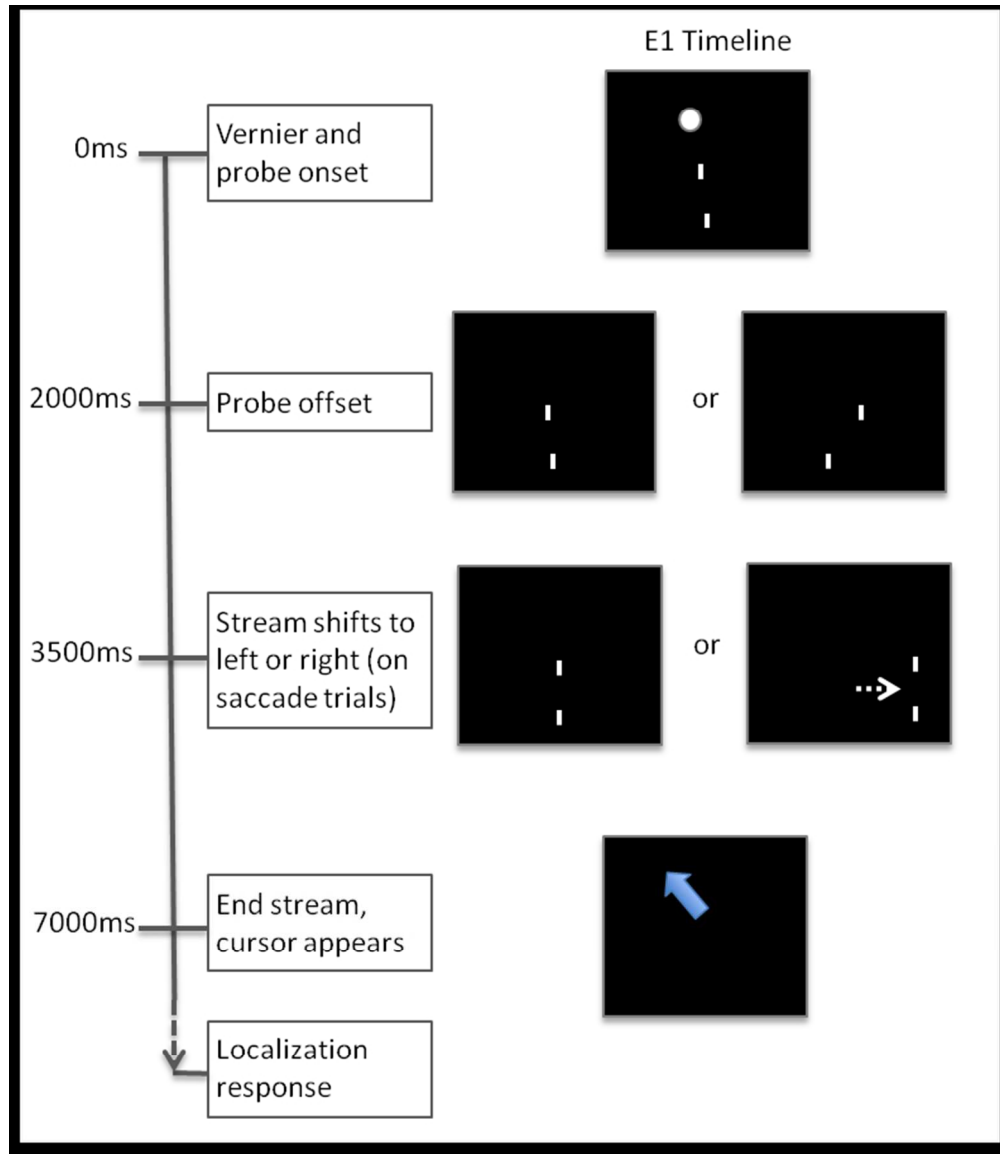 E1 Timeline
0ms
Vernier and
probe onset
2000ms
Probe offset
or
3500ms
Stream shifts to
left or right (on
saccade trials)
or
7000ms
End stream,
cursor appears
Localization
response